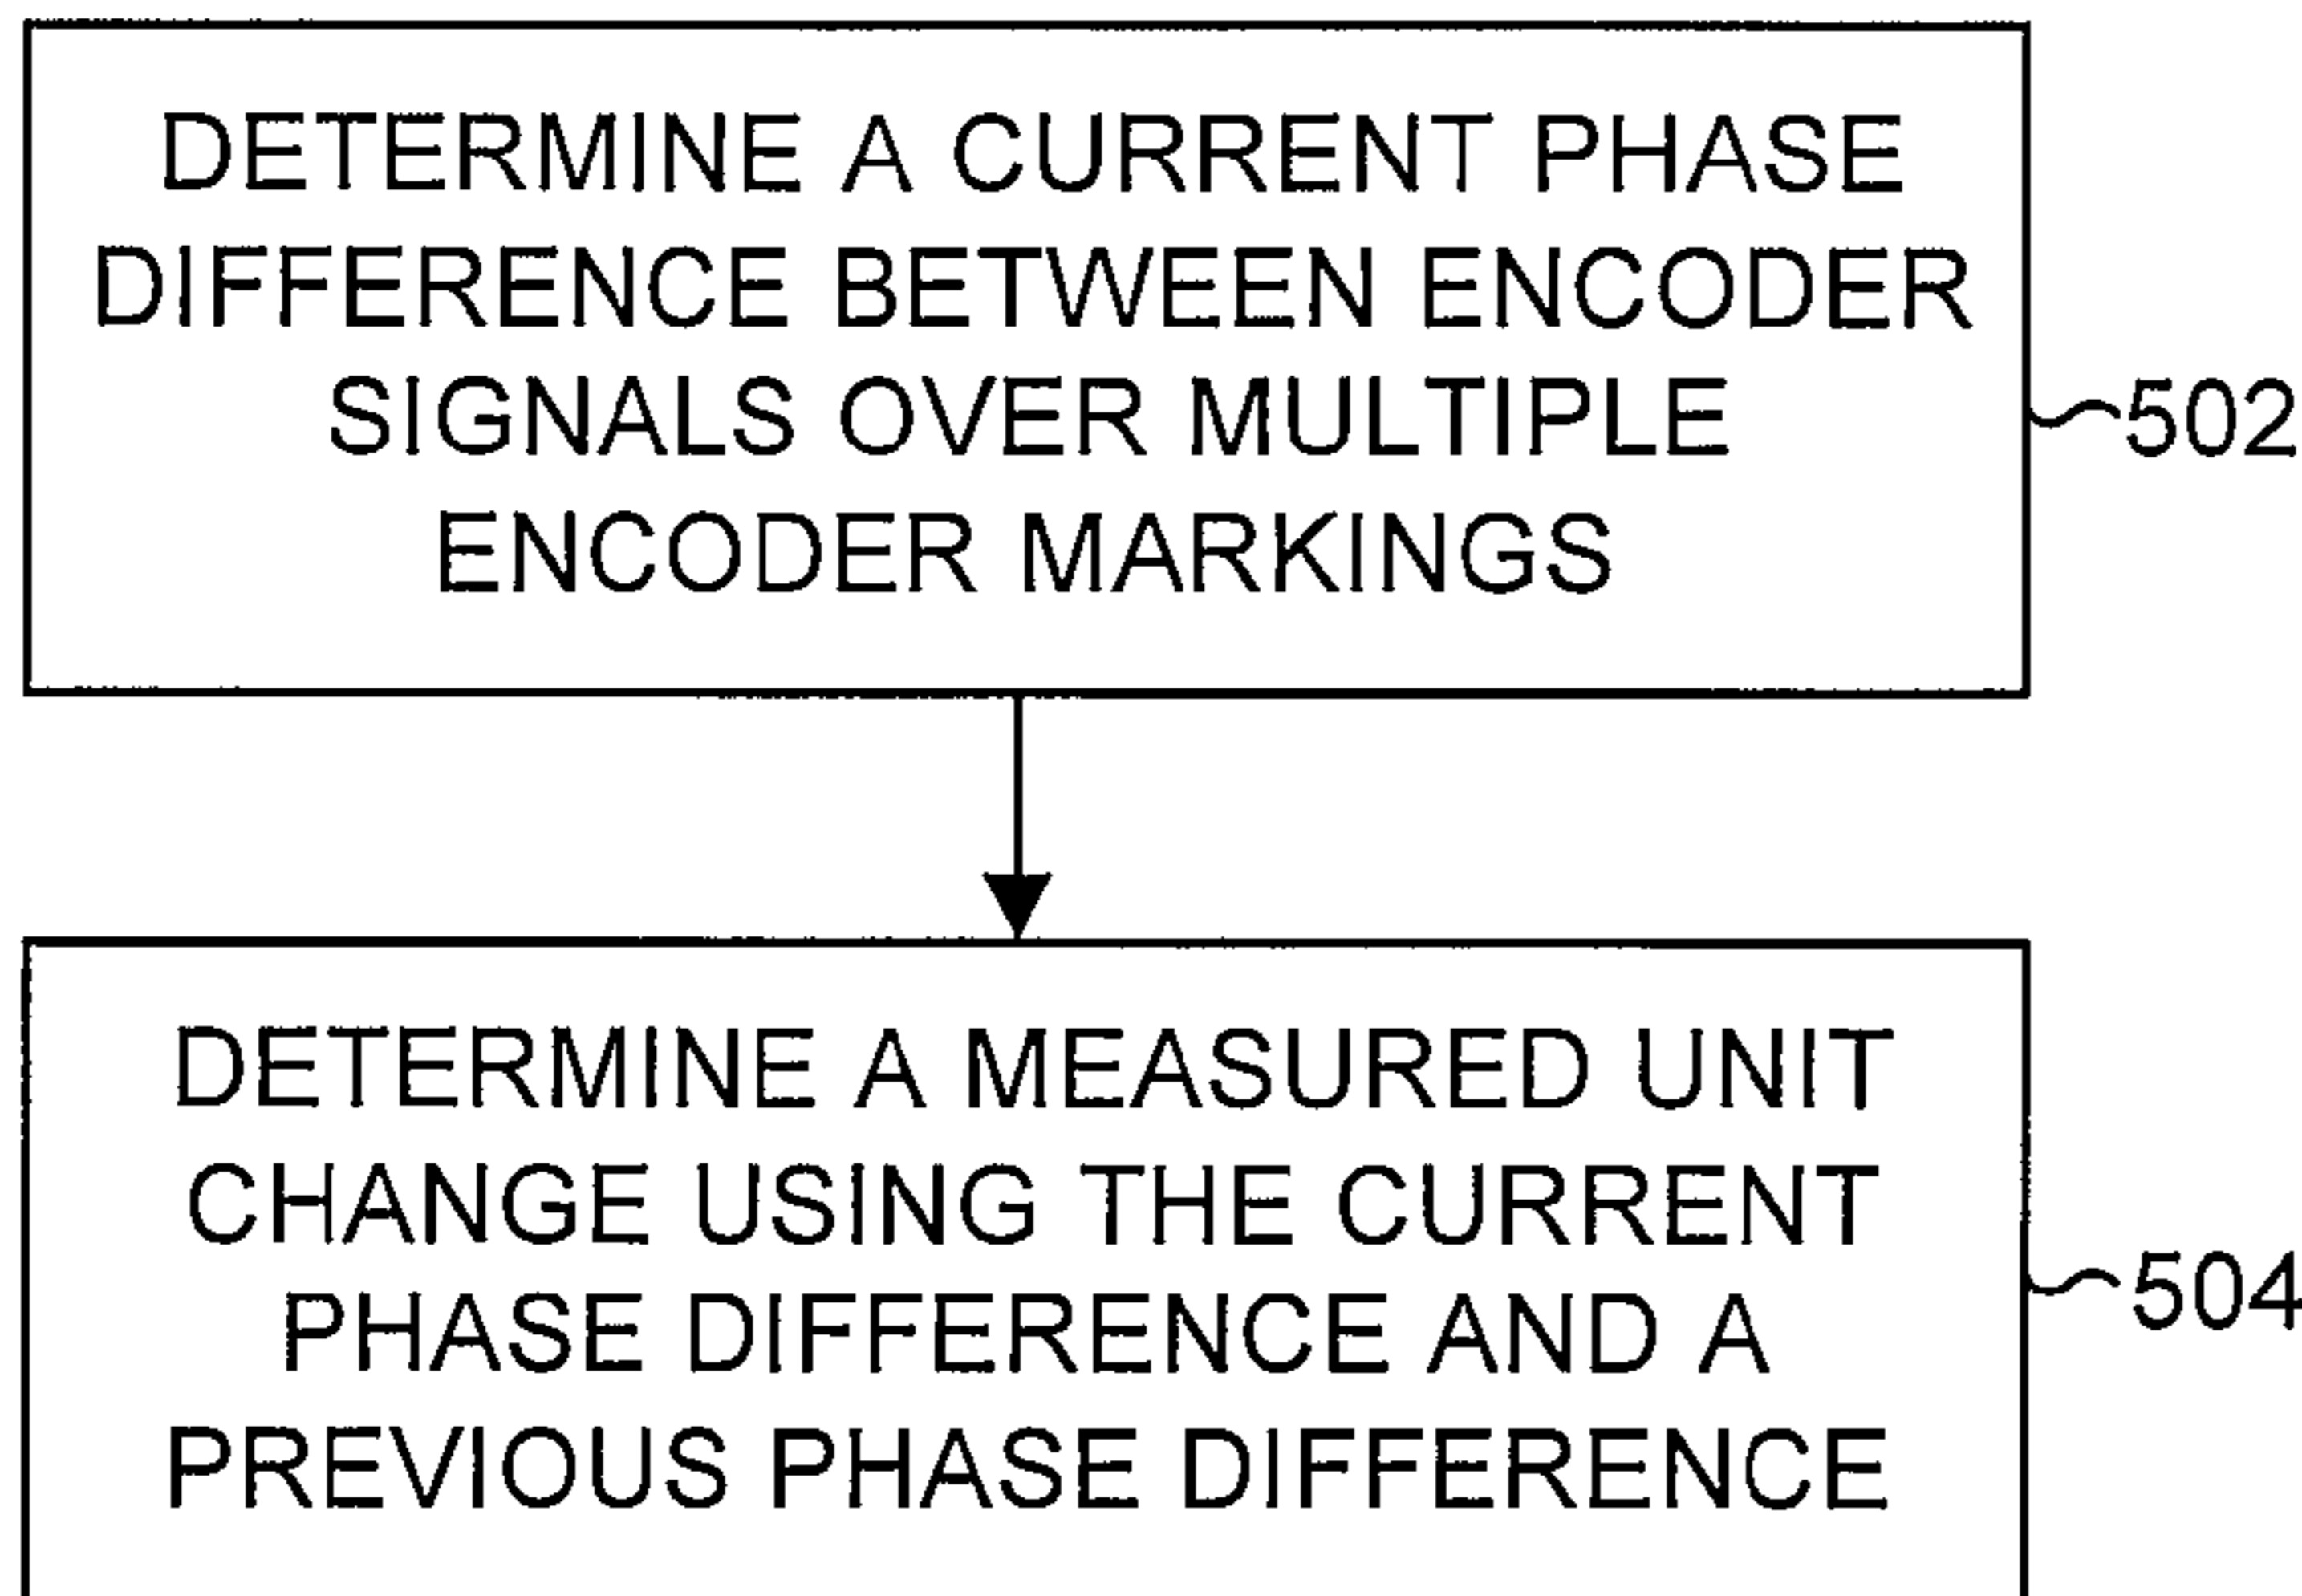 DETERMINE A CURRENT PHASE
DIFFERENCE BETWEEN ENCODER
SIGNALS OVER MULTIPLE
ENCODER MARKINGS
502
DETERMINE A MEASURED UNIT
CHANGE USING THE CURRENT
PHASE DIFFERENCE AND A
PREVIOUS PHASE DIFFERENCE
504